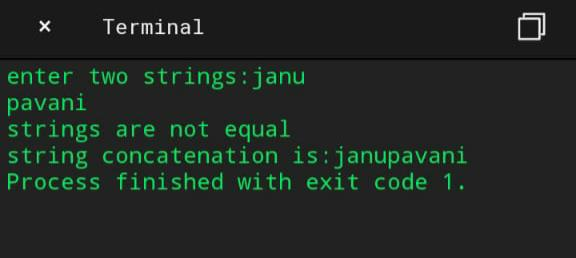 × Terminal
enter two strings:janu
pavani
strings are not equal
string concatenation is:janupavani
Process finished with exit code 1.